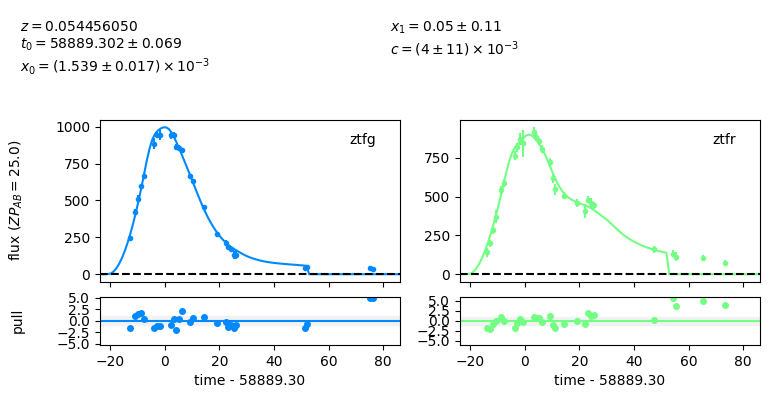 z = 0.054456050
t₀ = 58889.302 ± 0.069
x₀ = (1.539 ± 0.017) × 10⁻³
x₁ = 0.05 ± 0.11
c = (4 ± 11) × 10⁻³
flux (ZP_AB = 25.0)
1000
750
500
250
0
ztfg
750
500
250
0
ztfr
pull
5.0
2.5
0.0
−2.5
−5.0
−20 0 20 40 60 80
time - 58889.30
5.0
2.5
0.0
−2.5
−5.0
−20 0 20 40 60 80
time - 58889.30